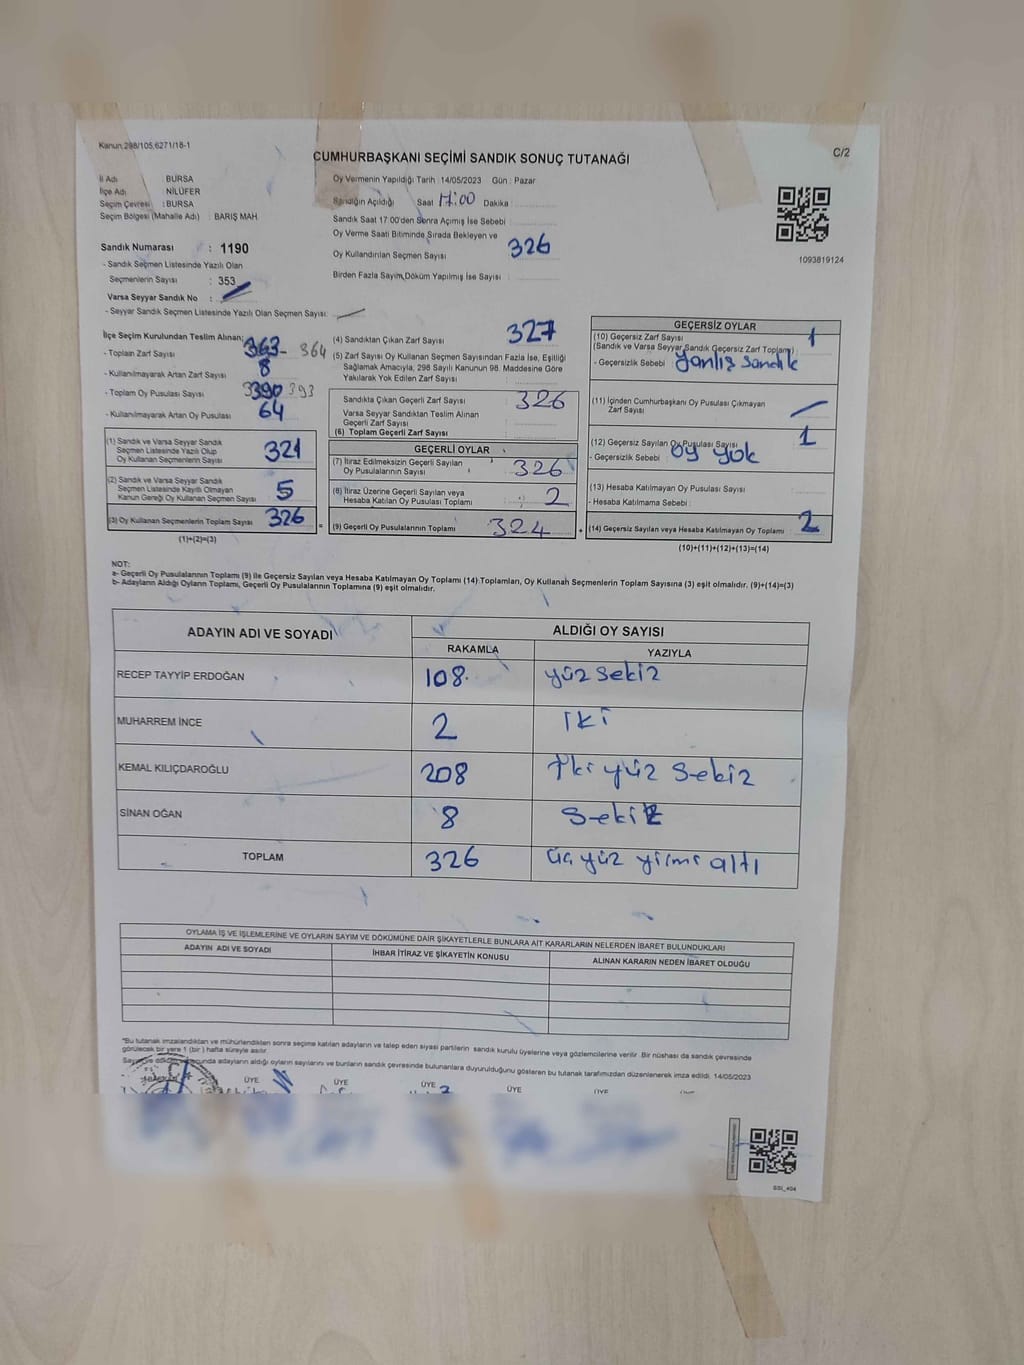 Kanun,298/105,6271/18-1
CUMHURBAŞKANI SEÇİMİ SANDIK SONUÇ TUTANAĞI
C/2
İl Adı : BURSA
İlçe Adı : NİLÜFER
Seçim Çevresi : BURSA
Seçim Bölgesi (Mahalle Adı) : BARIŞ MAH
Sandık Numarası : 1190
- Sandık Seçmen Listesinde Yazılı Olan
Seçmenlerin Sayısı : 353
Varsa Seyyar Sandık No :
- Seyyar Sandık Seçmen Listesinde Yazılı Olan Seçmen Sayısı:
Oy Vermenin Yapıldığı Tarih : 14/05/2023 Gün : Pazar
Sandığın Açıldığı Saat 17:00 Dakika :
Sandık Saat 17.00'den Sonra Açımış İse Sebebi :
Oy Verme Saati Bitiminde Sırada Bekleyen ve
Oy Kullandırılan Seçmen Sayısı 326
Birden Fazla Sayım,Döküm Yapılmış İse Sayısı :
1093819124
İlçe Seçim Kurulundan Teslim Alınan;
- Toplam Zarf Sayısı 363- 364
- Kullanılmayarak Artan Zarf Sayısı 8
- Toplam Oy Pusulası Sayısı 390 393
- Kullanılmayarak Artan Oy Pusulası 64
(1) Sandık ve Varsa Seyyar Sandık
Seçmen Listesinde Yazılı Olup
Oy Kullanan Seçmenlerin Sayısı 321
(2) Sandık ve Varsa Seyyar Sandık
Seçmen Listesinde Kayıtlı Olmayan
Kanun Gereği Oy Kullanan Seçmen Sayısı 5
(3) Oy Kullanan Seçmenlerin Toplam Sayısı 326
(1)+(2)=(3)
(4) Sandıktan Çıkan Zarf Sayısı 327
(5) Zarf Sayısı Oy Kullanan Seçmen Sayısından Fazla İse, Eşitliği
Sağlamak Amacıyla, 298 Sayılı Kanunun 98. Maddesine Göre
Yakılarak Yok Edilen Zarf Sayısı
Sandıkta Çıkan Geçerli Zarf Sayısı 326
Varsa Seyyar Sandıktan Teslim Alınan
Geçerli Zarf Sayısı
(6) Toplam Geçerli Zarf Sayısı
GEÇERLİ OYLAR
(7) İtiraz Edilmeksizin Geçerli Sayılan
Oy Pusulalarının Sayısı 326
(8) İtiraz Üzerine Geçerli Sayılan veya
Hesaba Katılan Oy Pusulası Toplamı 2
= (9) Geçerli Oy Pusulalarının Toplamı 324 +
GEÇERSİZ OYLAR
(10) Geçersiz Zarf Sayısı 1
(Sandık ve Varsa Seyyar Sandık Geçersiz Zarf Toplamı)
- Geçersizlik Sebebi : yanlış sandık
(11) İçinden Cumhurbaşkanı Oy Pusulası Çıkmayan
Zarf Sayısı
(12) Geçersiz Sayılan Oy Pusulası Sayısı 1
- Geçersizlik Sebebi : oy yok
(13) Hesaba Katılmayan Oy Pusulası Sayısı
- Hesaba Katılmama Sebebi :
(14) Geçersiz Sayılan veya Hesaba Katılmayan Oy Toplamı 2
(10)+(11)+(12)+(13)=(14)
NOT:
a- Geçerli Oy Pusulalarının Toplamı (9) ile Geçersiz Sayılan veya Hesaba Katılmayan Oy Toplamı (14) Toplamları, Oy Kullanan Seçmenlerin Toplam Sayısına (3) eşit olmalıdır. (9)+(14)=(3)
b- Adayların Aldığı Oyların Toplamı, Geçerli Oy Pusulalarının Toplamına (9) eşit olmalıdır.
ADAYIN ADI VE SOYADI ALDIĞI OY SAYISI
RAKAMLA YAZIYLA
RECEP TAYYİP ERDOĞAN 108 yüz sekiz
MUHARREM İNCE 2 iki
KEMAL KILIÇDAROĞLU 208 iki yüz sekiz
SİNAN OĞAN 8 sekiz
TOPLAM 326 üç yüz yirmi altı
OYLAMA İŞ VE İŞLEMLERİNE VE OYLARIN SAYIM VE DÖKÜMÜNE DAİR ŞİKAYETLERLE BUNLARA AİT KARARLARIN NELERDEN İBARET BULUNDUKLARI
ADAYIN ADI VE SOYADI İHBAR İTİRAZ VE ŞİKAYETİN KONUSU ALINAN KARARIN NEDEN İBARET OLDUĞU
*Bu tutanak imzalandıktan ve mühürlendikten sonra seçime katılan adayların ve talep eden siyasi partilerin sandık kurulu üyelerine veya gözlemcilerine verilir. Bir nüshası da sandık çevresinde
görülecek bir yere 1 (bir ) hafta süreyle asılır.
adayların aldığı oyların sayılarını ve bunların sandık çevresinde bulunanlara duyurulduğunu gösteren bu tutanak tarafımızdan düzenlenerek imza edildi. 14/05/2023
ÜYE ÜYE ÜYE ÜYE ÜYE
SSI_404